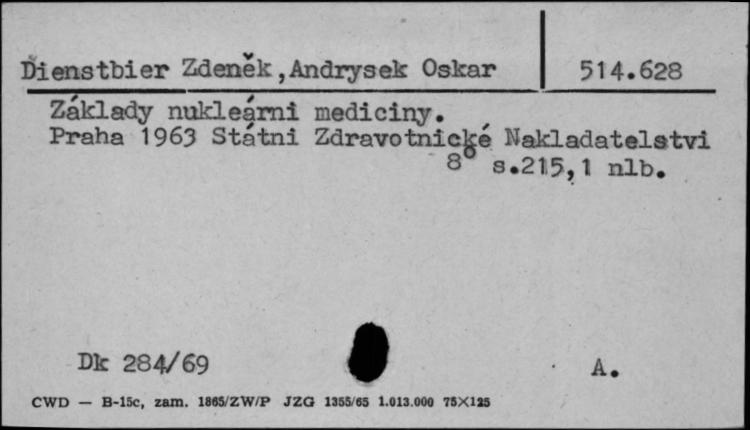 Dienstbier Zdeněk, Andrysek Oskar 514.628
Základy nukleárni mediciny.
Praha 1963 Státni Zdravotnické Nakladatelstvi
8° s.215,1 nlb.
Dk 284/69 A.
CWD — B-15c, zam. 1865/ZW/P JZG 1355/65 1.013.000 75X125